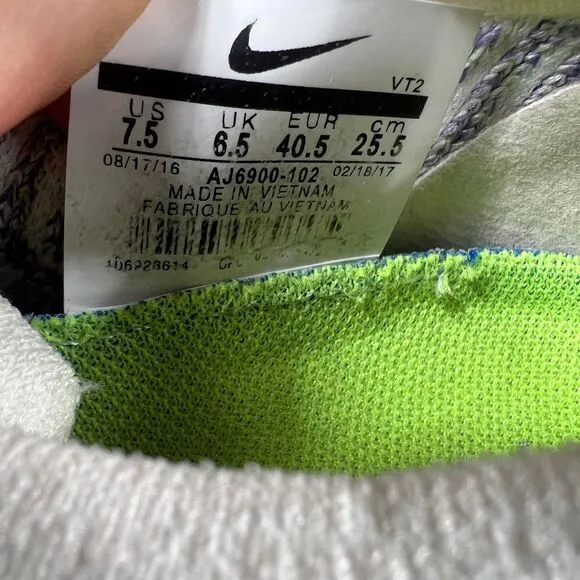 VT2
US UK EUR cm
7.5 6.5 40.5 25.5
08/17/16 AJ6900-102 02/18/17
MADE IN VIETNAM
FABRIQUE AU VIETNAM